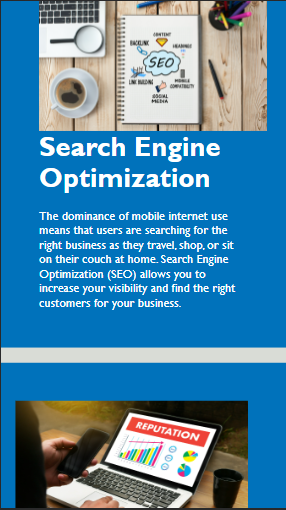 CONTENT
BACKLINK
HEADINGS
SEO
LINK BUILDING
MOBILE COMPATIBILITY
SOCIAL MEDIA
Search Engine
Optimization
The dominance of mobile internet use
means that users are searching for the
right business as they travel, shop, or sit
on their couch at home. Search Engine
Optimization (SEO) allows you to
increase your visibility and find the right
customers for your business.
REPUTATION